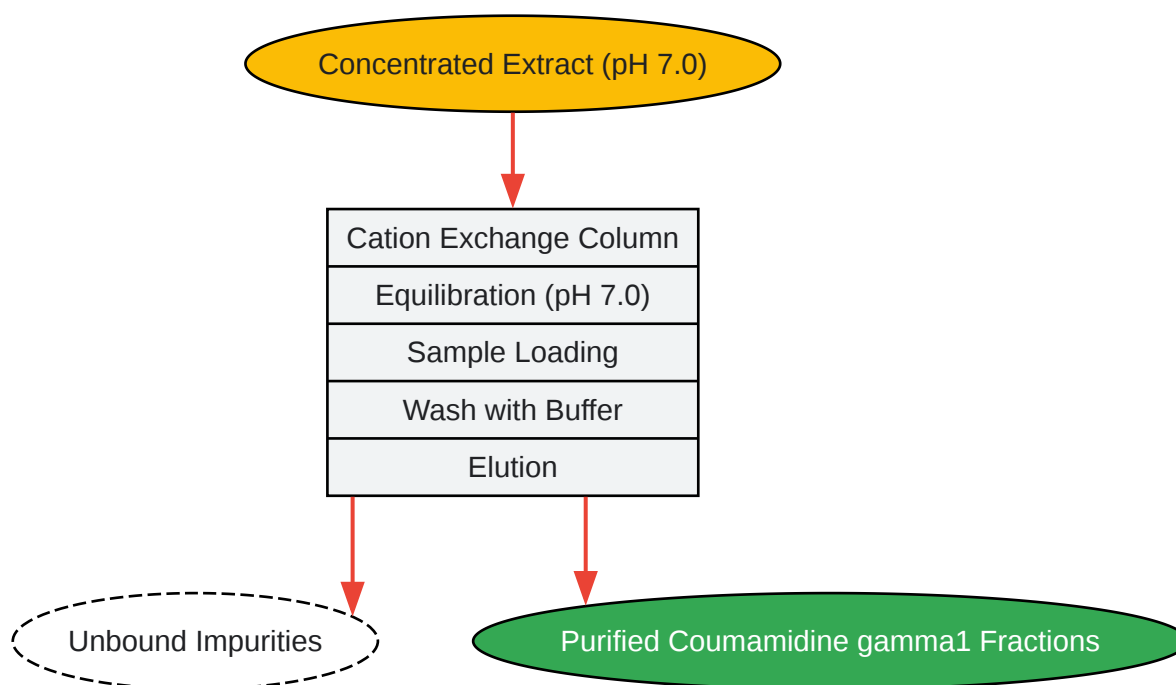 Concentrated Extract (pH 7.0)
Cation Exchange Column
Equilibration (pH 7.0)
Sample Loading
Wash with Buffer
Elution
Unbound Impurities
Purified Coumamidine gamma1 Fractions